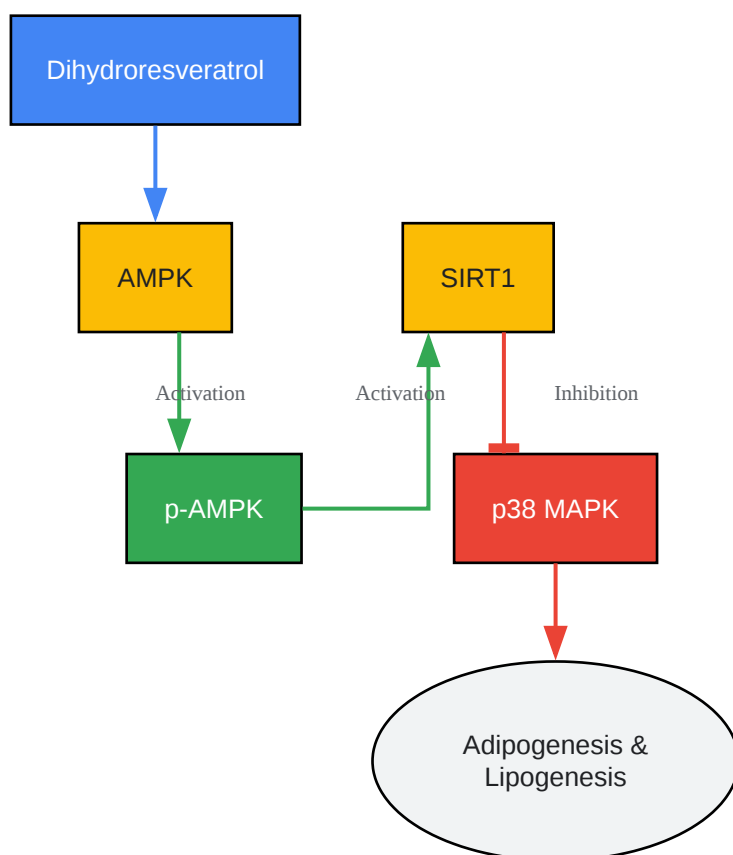 Dihydroresveratrol
AMPK
SIRT1
Activation
Activation
Inhibition
p-AMPK
p38 MAPK
Adipogenesis &
Lipogenesis